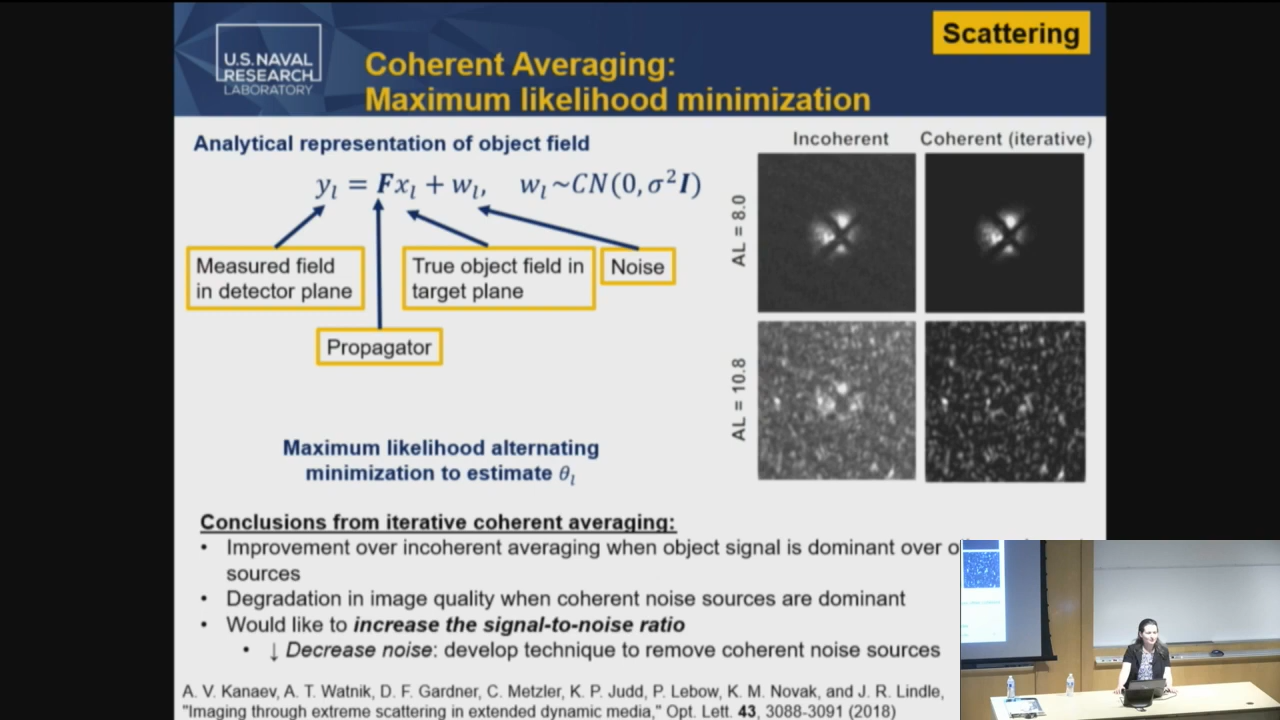 U.S. NAVAL
RESEARCH
LABORATORY
Scattering
Coherent Averaging:
Maximum likelihood minimization
Analytical representation of object field
y_l = Fx_l + w_l, w_l ~ CN(0, σ²I)
Measured field
in detector plane
True object field in
target plane
Noise
Propagator
Maximum likelihood alternating
minimization to estimate θ_l
Incoherent
Coherent (iterative)
AL = 8.0
AL = 10.8
Conclusions from iterative coherent averaging:
• Improvement over incoherent averaging when object signal is dominant over
sources
• Degradation in image quality when coherent noise sources are dominant
• Would like to increase the signal-to-noise ratio
• ↓ Decrease noise: develop technique to remove coherent noise sources
A. V. Kanaev, A. T. Watnik, D. F. Gardner, C. Metzler, K. P. Judd, P. Lebow, K. M. Novak, and J. R. Lindle,
"Imaging through extreme scattering in extended dynamic media," Opt. Lett. 43, 3088-3091 (2018)